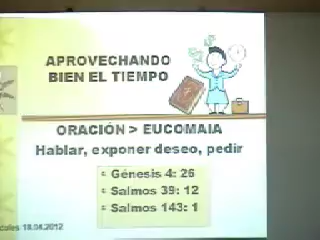 APROVECHANDO
BIEN EL TIEMPO
ORACIÓN > EUCOMAIA
Hablar, exponer deseo, pedir
Génesis 4: 26
Salmos 39: 12
Salmos 143: 1
coles 18.04.2012